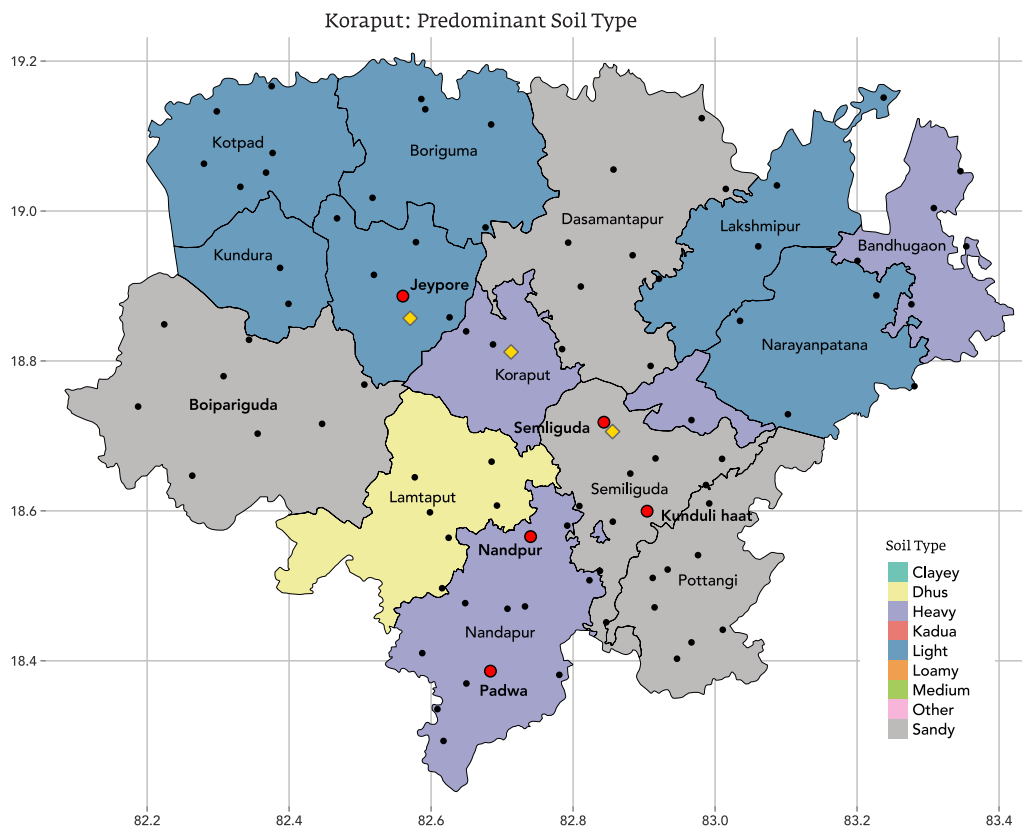 Koraput: Predominant Soil Type
19.2
19.0
18.8
18.6
18.4
82.2
82.4
82.6
82.8
83.0
83.2
83.4
Kotpad
Boriguma
Dasamantapur
Lakshmipur
Bandhugaon
Kundura
Jeypore
Narayanpatana
Koraput
Boipariguda
Semliguda
Semiliguda
Lamtaput
Kunduli haat
Nandpur
Pottangi
Nandapur
Padwa
Soil Type
Clayey
Dhus
Heavy
Kadua
Light
Loamy
Medium
Other
Sandy